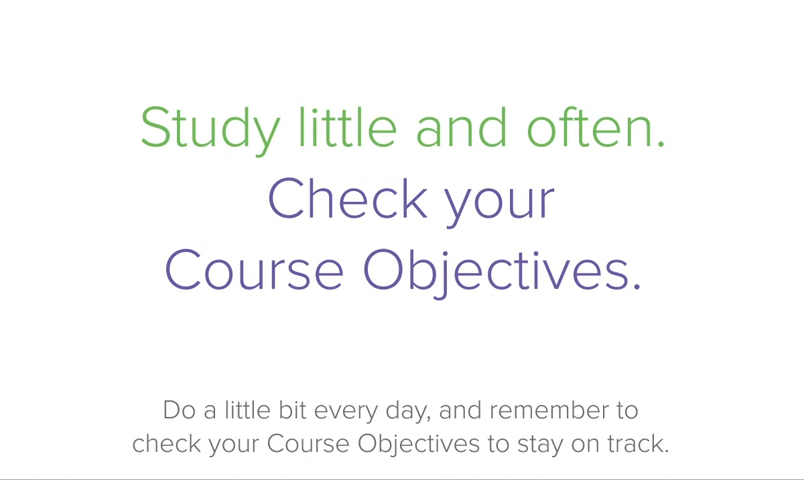 Study little and often.
Check your
Course Objectives.
Do a little bit every day, and remember to
check your Course Objectives to stay on track.